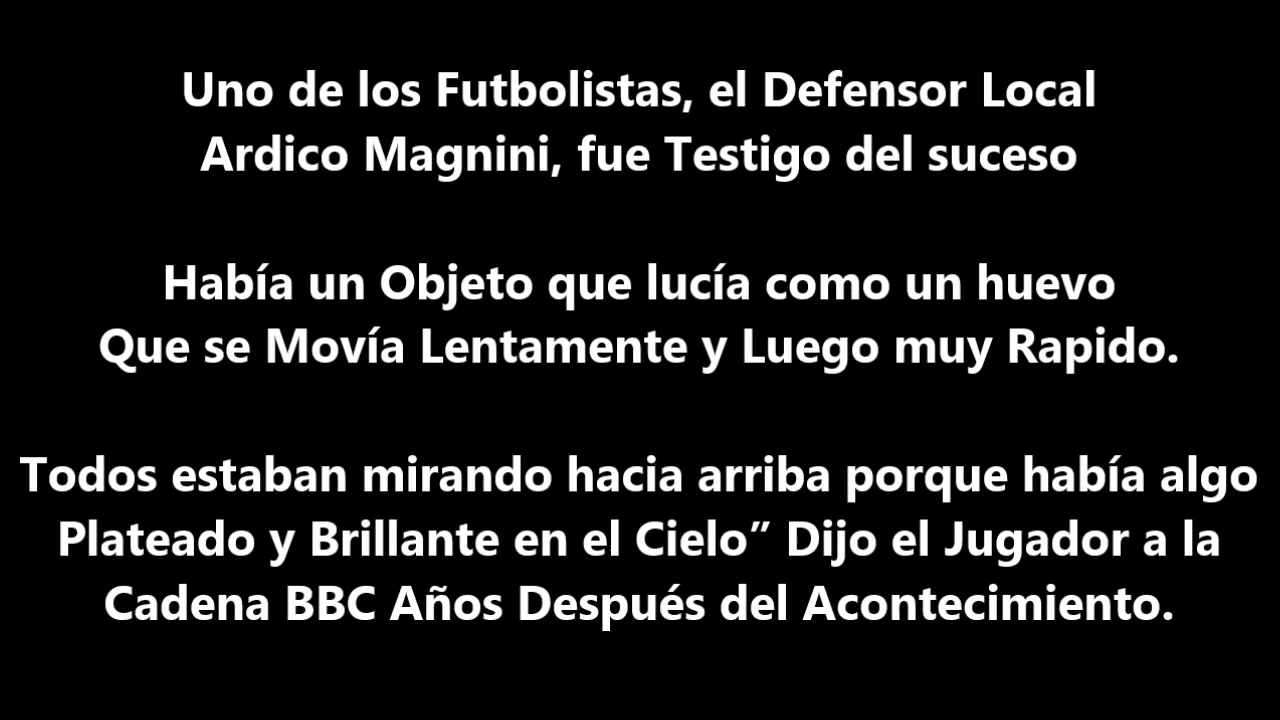 Uno de los Futbolistas, el Defensor Local
Ardico Magnini, fue Testigo del suceso
Había un Objeto que lucía como un huevo
Que se Movía Lentamente y Luego muy Rapido.
Todos estaban mirando hacia arriba porque había algo
Plateado y Brillante en el Cielo” Dijo el Jugador a la
Cadena BBC Años Después del Acontecimiento.